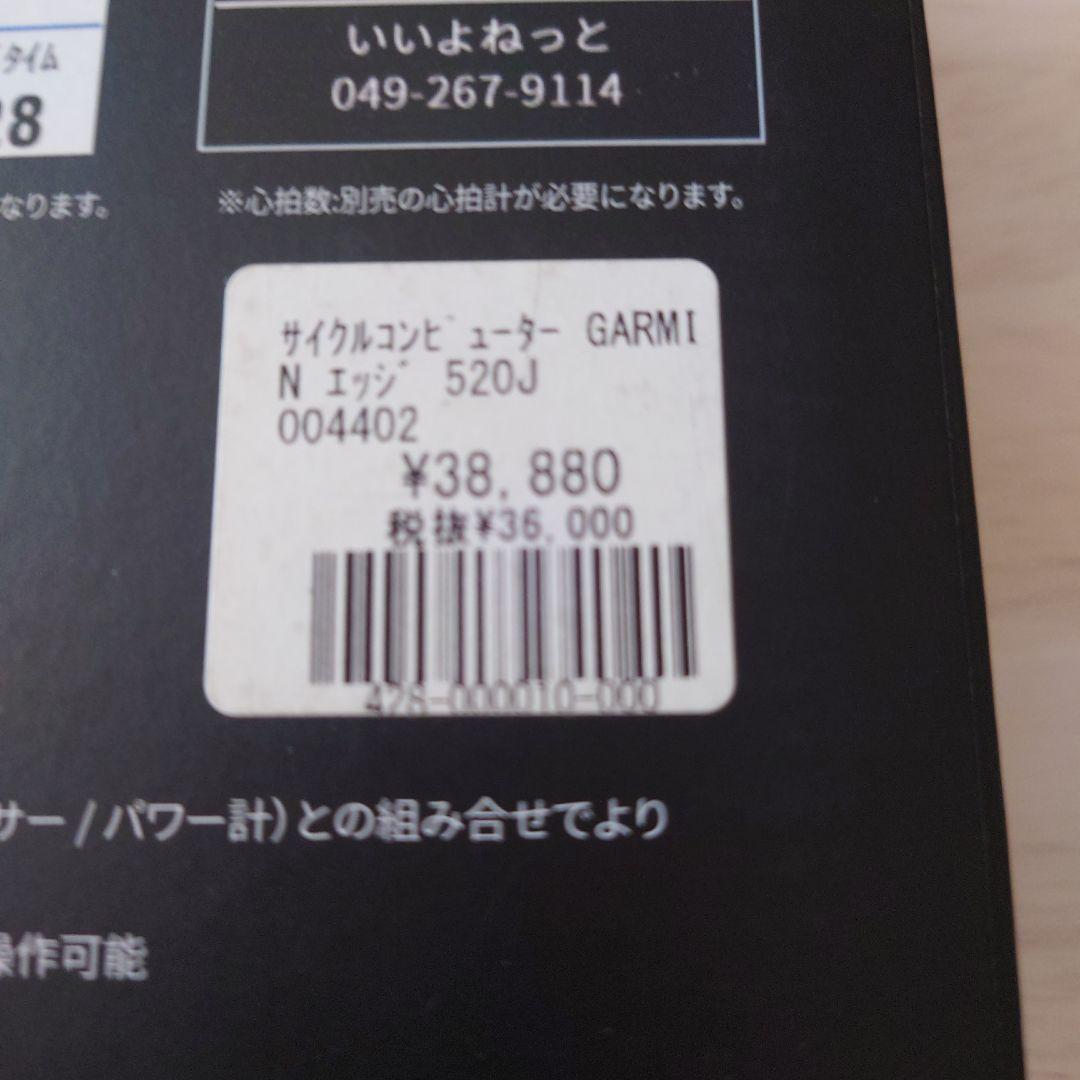 タイム
28
いいよねっと
049-267-9114
なります。
※心拍数:別売の心拍計が必要になります。
ｻｲｸﾙｺﾝﾋﾟｭｰﾀｰ GARMI
N ｴｯｼﾞ 520J
004402
¥38,880
税抜¥36,000
428-000010-000
サー/パワー計)との組み合せでより
操作可能